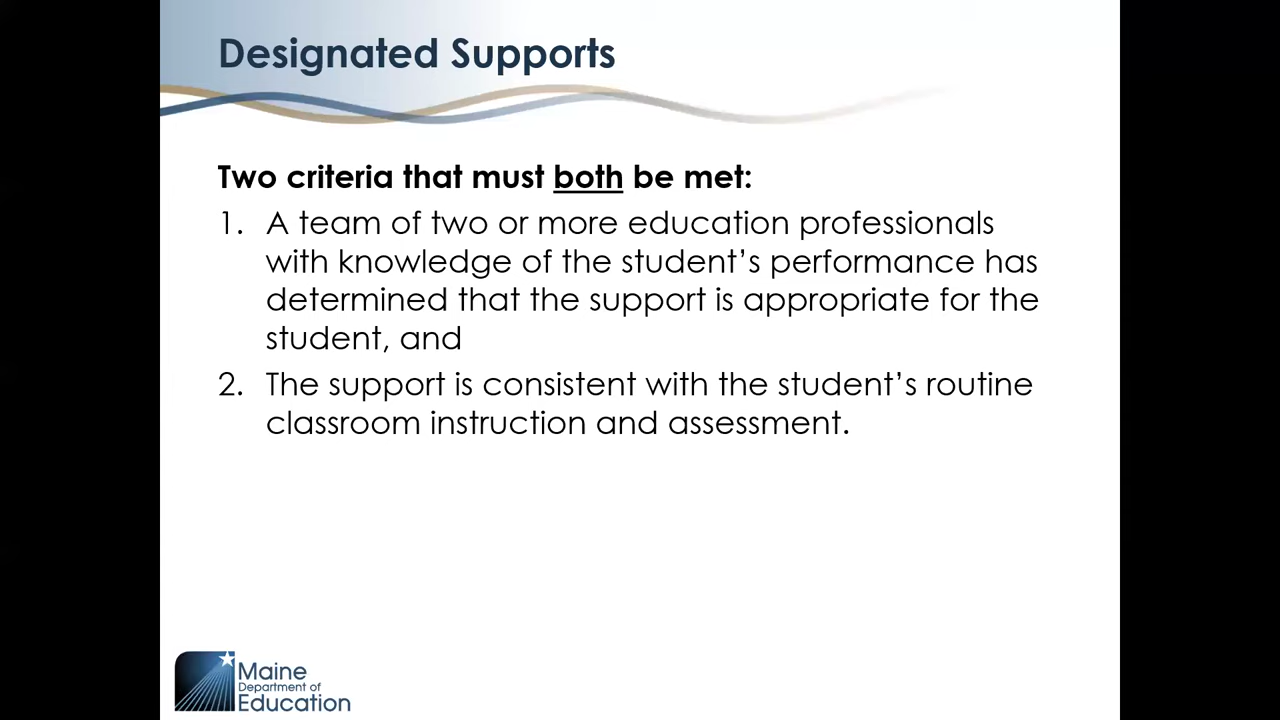 Designated Supports
Two criteria that must both be met:
1. A team of two or more education professionals
with knowledge of the student’s performance has
determined that the support is appropriate for the
student, and
2. The support is consistent with the student’s routine
classroom instruction and assessment.
Maine
Department of
Education